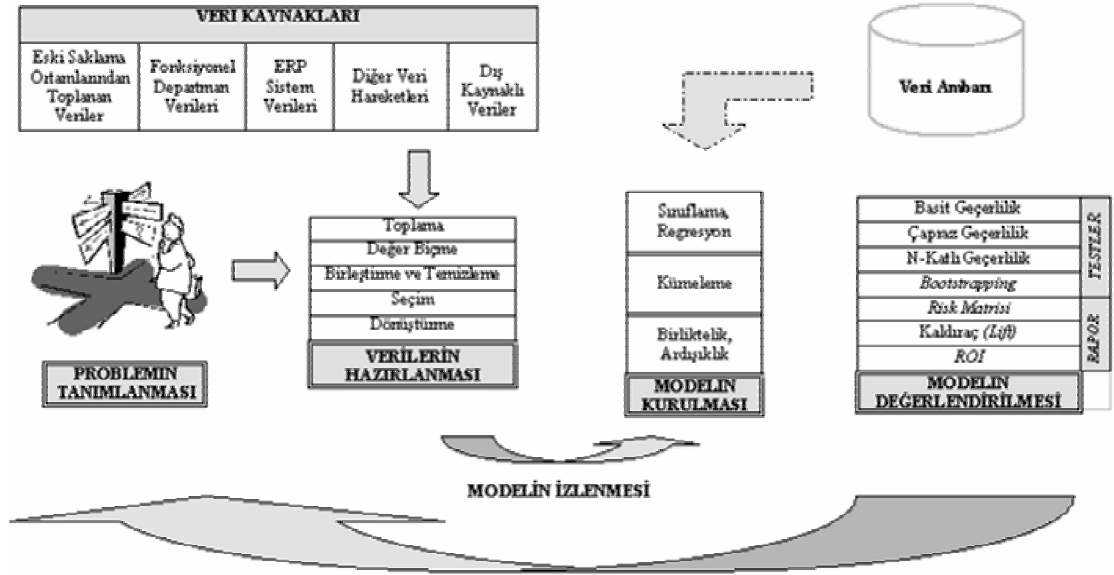 VERI KAYNAKLARI
Eski Saklama
Ortamlarından
Toplanan
Veriler
Fonksiyonel
Departman
Verileri
ERP
Sistem
Verileri
Diğer Veri
Hareketleri
Dış
Kaynaklı
Veriler
Veri Ambarı
PROBLEMIN
TANIMLANMASI
Toplama
Değer Biçme
Birleştirme ve Temizleme
Seçim
Dönüştürme
VERİLERİN
HAZIRLANMASI
Sınıflama,
Regresyon
Kümeleme
Birliktelik,
Ardışıklık
MODELIN
KURULMASI
Basit Geçerlilik
Çapraz Geçerlilik
N-Katlı Geçerlilik
Bootstrapping
Risk Matrisi
Kaldıraç (Lift)
ROI
TESTLER
RAPOR
MODELIN
DEĞERLENDİRİLMESİ
MODELİN İZLENMESİ